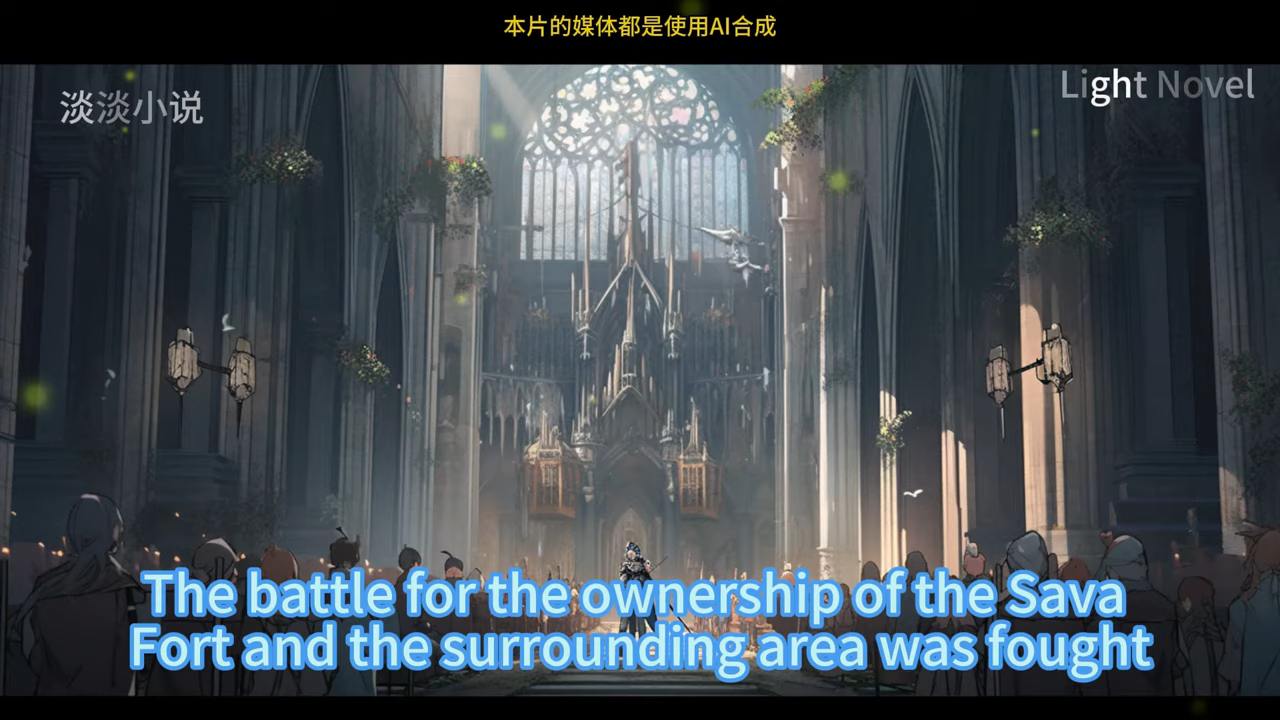 本片的媒体都是使用AI合成
淡淡小说
Light Novel
The battle for the ownership of the Sava
Fort and the surrounding area was fought